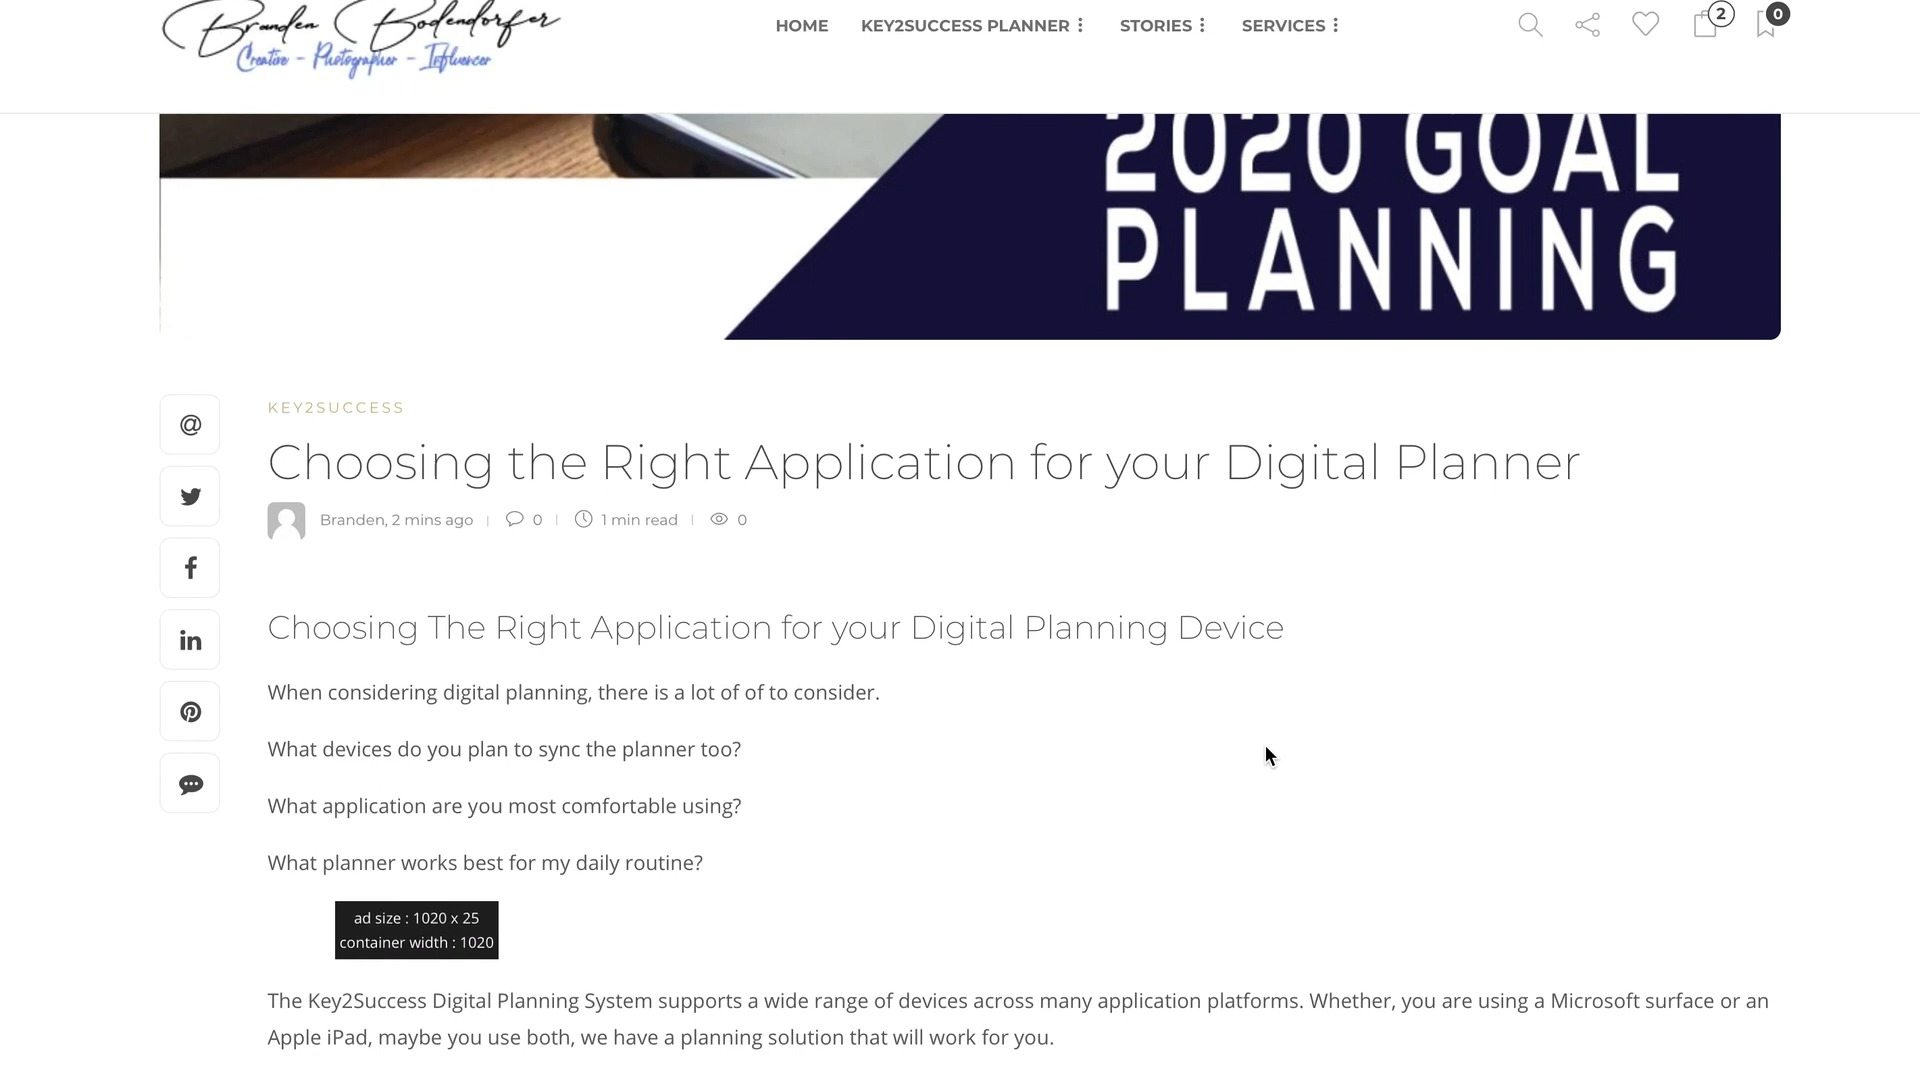 Branden Bodendorfer
Creative - Photographer - Influencer
HOME
KEY2SUCCESS PLANNER
STORIES
SERVICES
2
0
2020 GOAL
PLANNING
KEY2SUCCESS
Choosing the Right Application for your Digital Planner
Branden, 2 mins ago
0
1 min read
0
Choosing The Right Application for your Digital Planning Device
When considering digital planning, there is a lot of of to consider.
What devices do you plan to sync the planner too?
What application are you most comfortable using?
What planner works best for my daily routine?
ad size : 1020 x 25
container width : 1020
The Key2Success Digital Planning System supports a wide range of devices across many application platforms. Whether, you are using a Microsoft surface or an
Apple iPad, maybe you use both, we have a planning solution that will work for you.